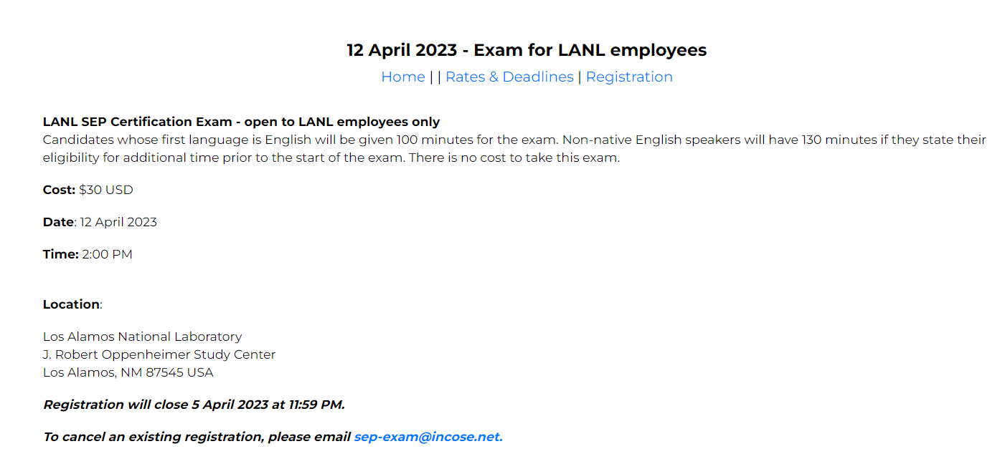 12 April 2023 - Exam for LANL employees
Home | | Rates & Deadlines | Registration
LANL SEP Certification Exam - open to LANL employees only
Candidates whose first language is English will be given 100 minutes for the exam. Non-native English speakers will have 130 minutes if they state their
eligibility for additional time prior to the start of the exam. There is no cost to take this exam.
Cost: $30 USD
Date: 12 April 2023
Time: 2:00 PM
Location:
Los Alamos National Laboratory
J. Robert Oppenheimer Study Center
Los Alamos, NM 87545 USA
Registration will close 5 April 2023 at 11:59 PM.
To cancel an existing registration, please email sep-exam@incose.net.